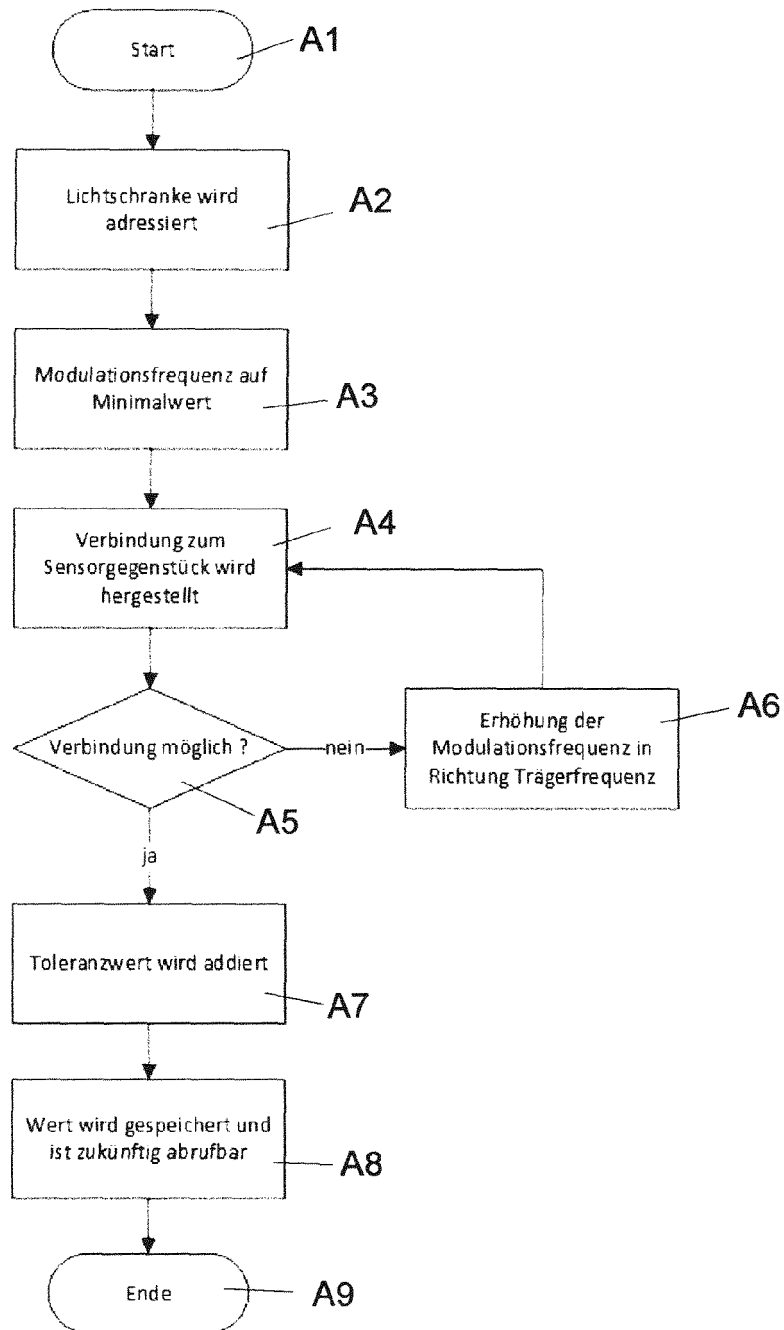 Start
A1
Lichtschranke wird
adressiert
A2
Modulationsfrequenz auf
Minimalwert
A3
Verbindung zum
Sensorgegenstück wird
hergestellt
A4
Verbindung möglich ?
A5
nein
Erhöhung der
Modulationsfrequenz in
Richtung Trägerfrequenz
A6
ja
Toleranzwert wird addiert
A7
Wert wird gespeichert und
ist zukünftig abrufbar
A8
Ende
A9